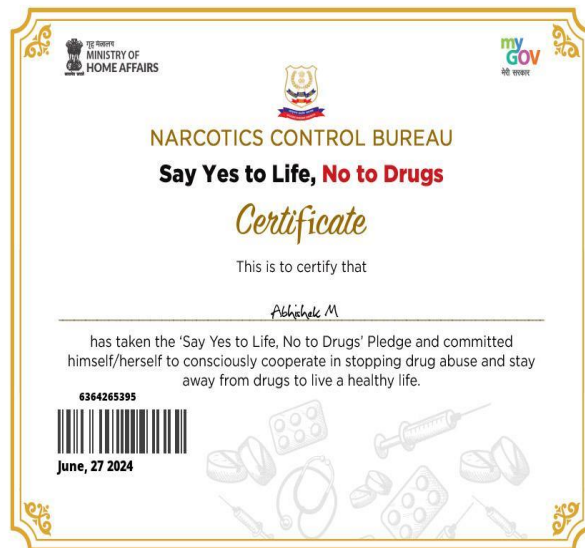 गृह मंत्रालय
MINISTRY OF
HOME AFFAIRS
my
GOV
मेरी सरकार
NARCOTICS CONTROL BUREAU
Say Yes to Life, No to Drugs
Certificate
This is to certify that
Abhishek M
has taken the 'Say Yes to Life, No to Drugs' Pledge and committed
himself/herself to consciously cooperate in stopping drug abuse and stay
away from drugs to live a healthy life.
6364265395
June, 27 2024